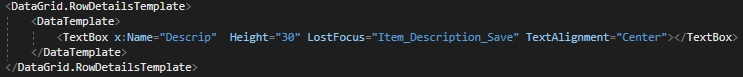 <DataGrid.RowDetailsTemplate>
<DataTemplate>
<TextBox x:Name="Descrip"  Height="30" LostFocus="Item_Description_Save" TextAlignment="Center"></TextBox>
</DataTemplate>
</DataGrid.RowDetailsTemplate>